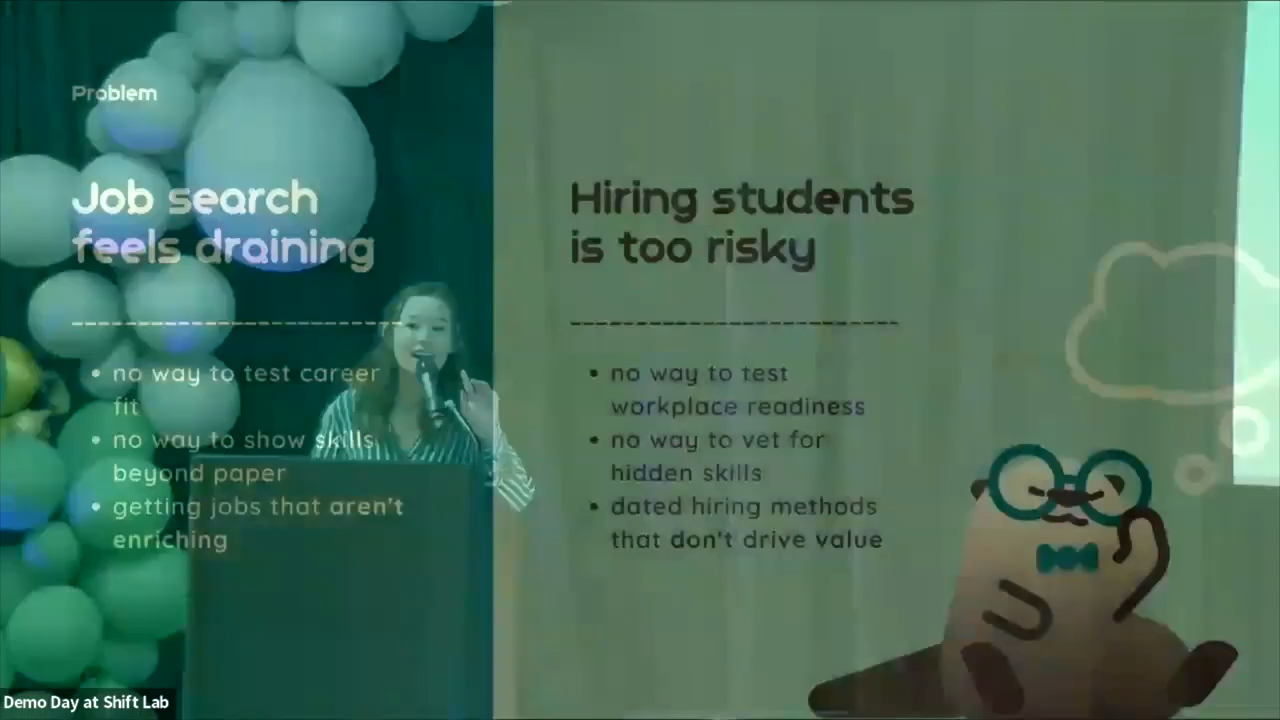 Problem
Job search
feels draining
no way to test career
fit
no way to show skills
beyond paper
getting jobs that aren't
enriching
Hiring students
is too risky
no way to test
workplace readiness
no way to vet for
hidden skills
dated hiring methods
that don't drive value
Demo Day at Shift Lab